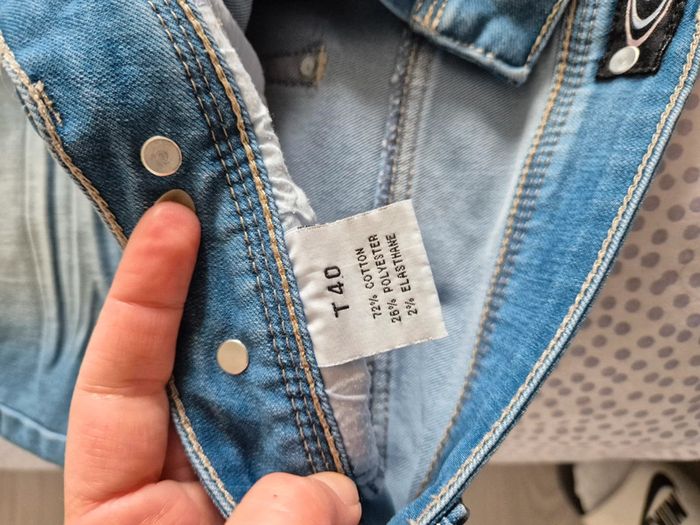 T 40
72% COTTON
26% POLYESTER
2% ELASTHANE